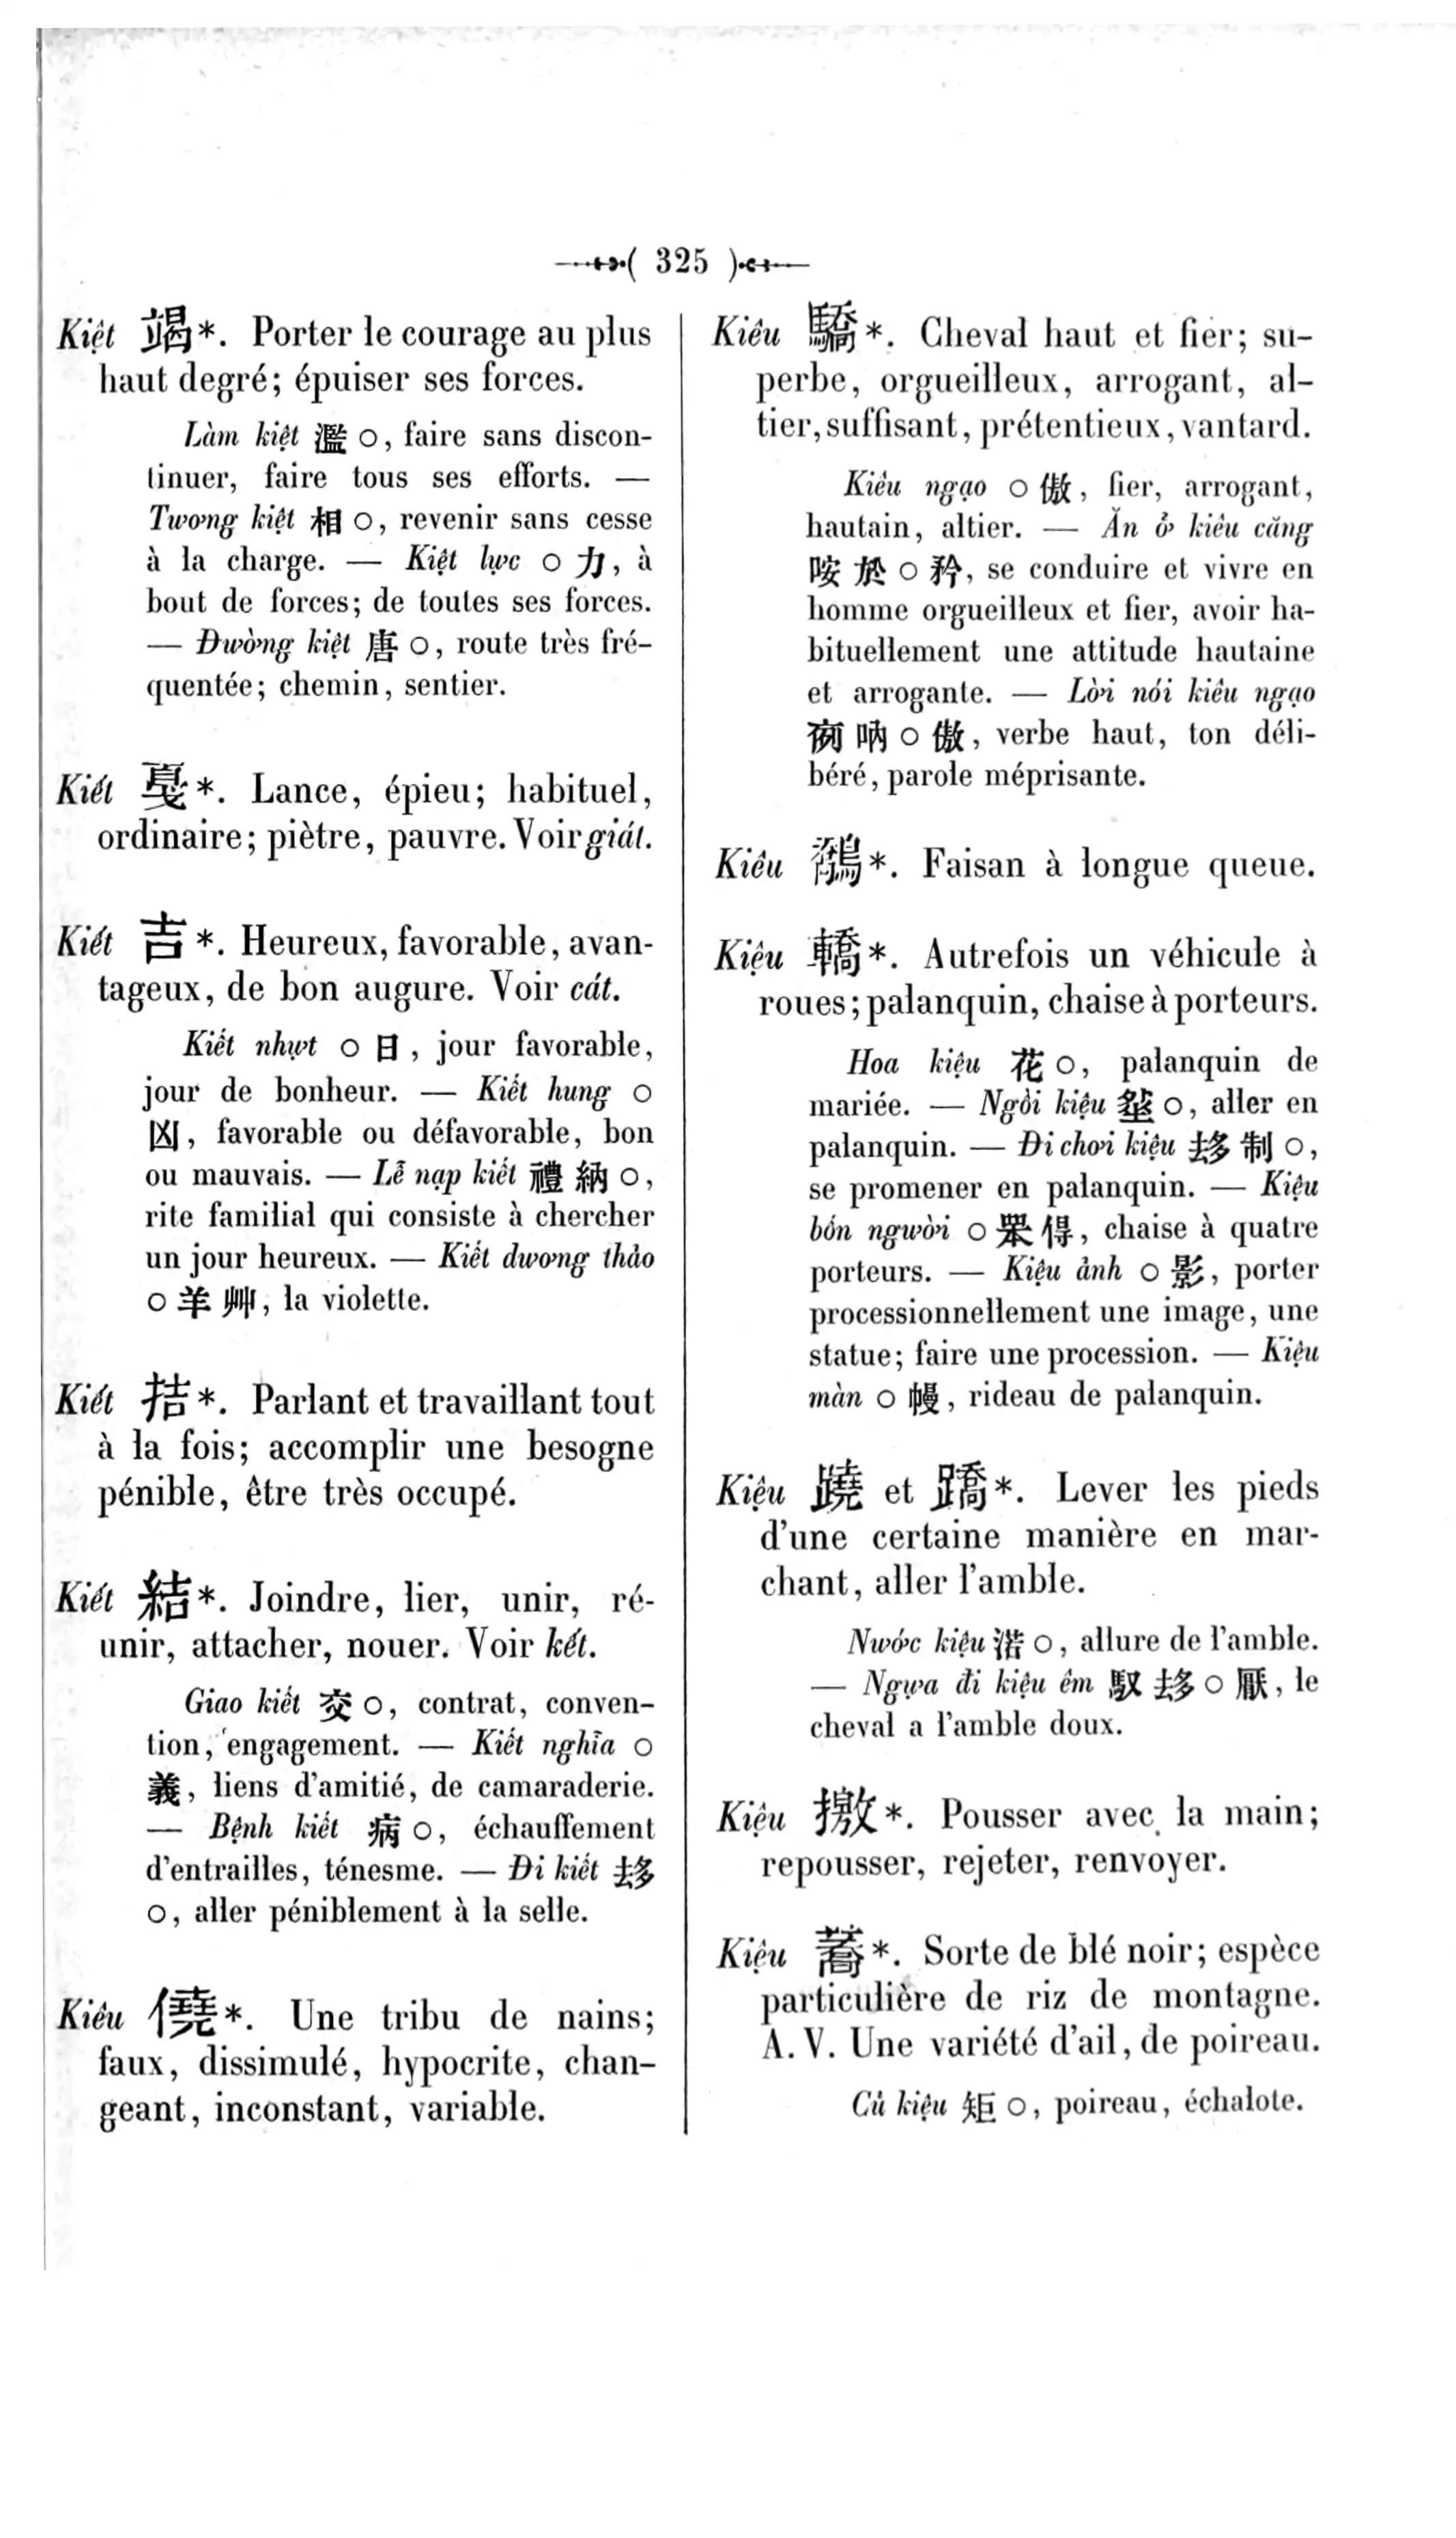 ( 325 )
Kiệt 竭*. Porter le courage au plus
haut degré; épuiser ses forces.
Làm kiệt 濫 ○, faire sans discon-
tinuer, faire tous ses efforts. —
Tương kiệt 相 ○, revenir sans cesse
à la charge. — Kiệt lực ○ 力, à
bout de forces; de toutes ses forces.
— Đường kiệt 唐 ○, route très fré-
quentée; chemin, sentier.
Kiết 戞*. Lance, épieu; habituel,
ordinaire; piètre, pauvre. Voir giát.
Kiết 吉*. Heureux, favorable, avan-
tageux, de bon augure. Voir cát.
Kiết nhựt ○ 日, jour favorable,
jour de bonheur. — Kiết hung ○
凶, favorable ou défavorable, bon
ou mauvais. — Lễ nạp kiết 禮 納 ○,
rite familial qui consiste à chercher
un jour heureux. — Kiết dương thảo
○ 羊 艸, la violette.
Kiết 拮*. Parlant et travaillant tout
à la fois; accomplir une besogne
pénible, être très occupé.
Kiết 結*. Joindre, lier, unir, ré-
unir, attacher, nouer. Voir kết.
Giao kiết 交 ○, contrat, conven-
tion, engagement. — Kiết nghĩa ○
義, liens d'amitié, de camaraderie.
— Bệnh kiết 病 ○, échauffement
d'entrailles, ténesme. — Đi kiết 𠫾
○, aller péniblement à la selle.
Kiêu 僥*. Une tribu de nains;
faux, dissimulé, hypocrite, chan-
geant, inconstant, variable.
Kiêu 驕*. Cheval haut et fier; su-
perbe, orgueilleux, arrogant, al-
tier, suffisant, prétentieux, vantard.
Kiêu ngạo ○ 傲, fier, arrogant,
hautain, altier. — Ăn ở kiêu căng
咹 於 ○ 矜, se conduire et vivre en
homme orgueilleux et fier, avoir ha-
bituellement une attitude hautaine
et arrogante. — Lời nói kiêu ngạo
吶 ○ 傲, verbe haut, ton déli-
béré, parole méprisante.
Kiêu *. Faisan à longue queue.
Kiệu 轎*. Autrefois un véhicule à
roues; palanquin, chaise à porteurs.
Hoa kiệu 花 ○, palanquin de
mariée. — Ngồi kiệu ○, aller en
palanquin. — Đi chơi kiệu 𠫾 制 ○,
se promener en palanquin. — Kiệu
bốn người ○ 𦊚 㝵, chaise à quatre
porteurs. — Kiệu ảnh ○ 影, porter
processionnellement une image, une
statue; faire une procession. — Kiệu
màn ○ 幔, rideau de palanquin.
Kiệu 蹺 et 蹻*. Lever les pieds
d'une certaine manière en mar-
chant, aller l'amble.
Nước kiệu 渃 ○, allure de l'amble.
— Ngựa đi kiệu êm 馭 𠫾 ○ 厭, le
cheval a l'amble doux.
Kiệu 撽*. Pousser avec la main;
repousser, rejeter, renvoyer.
Kiệu 蕎*. Sorte de blé noir; espèce
particulière de riz de montagne.
A. V. Une variété d'ail, de poireau.
Củ kiệu 矩 ○, poireau, échalote.